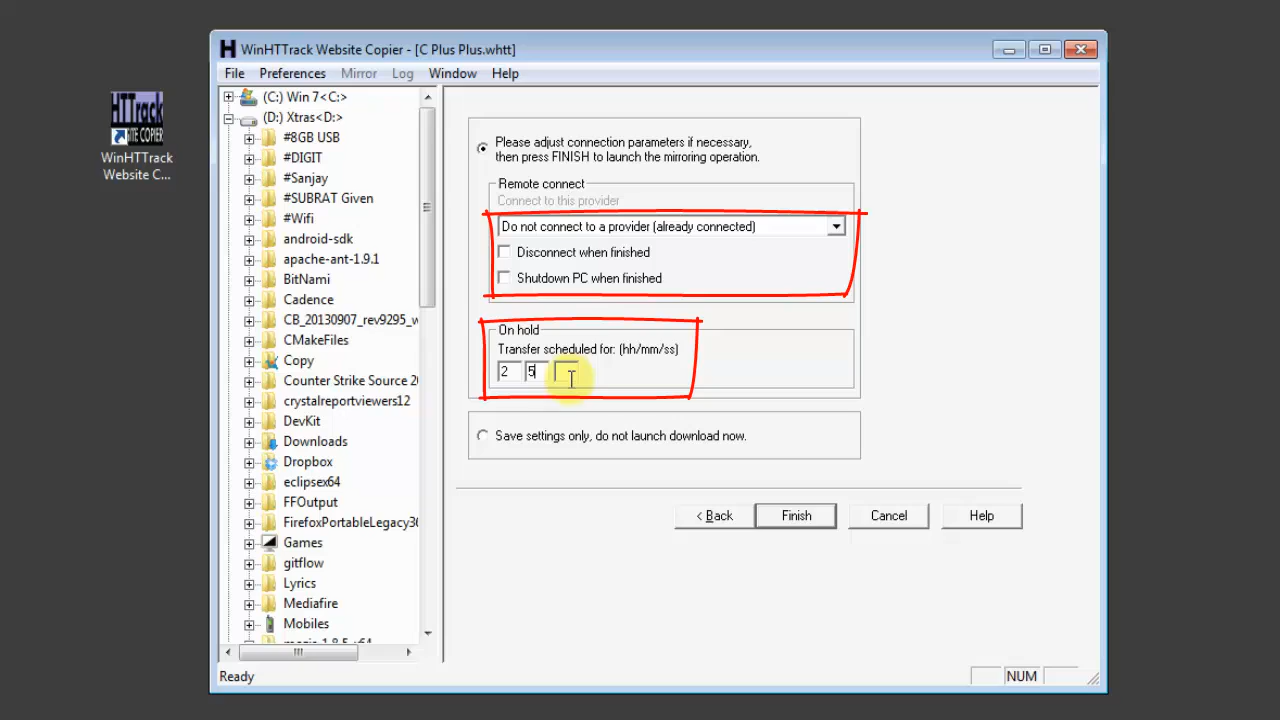 WinHTTrack Website Copier - [C Plus Plus.whtt]
File Preferences Mirror Log Window Help
HTTrack
SITE COPIER
WinHTTrack
Website C...
(C:) Win 7<C:>
(D:) Xtras<D:>
#8GB USB
#DIGIT
#Sanjay
#SUBRAT Given
#Wifi
android-sdk
apache-ant-1.9.1
BitNami
Cadence
CB_20130907_rev9295_w
CMakeFiles
Copy
Counter Strike Source 20
crystalreportviewers12
DevKit
Downloads
Dropbox
eclipsex64
FFOutput
FirefoxPortableLegacy36
Games
gitflow
Lyrics
Mediafire
Mobiles
Please adjust connection parameters if necessary,
then press FINISH to launch the mirroring operation.
Remote connect
Connect to this provider
Do not connect to a provider (already connected)
Disconnect when finished
Shutdown PC when finished
On hold
Transfer scheduled for: (hh/mm/ss)
2 5
Save settings only, do not launch download now.
< Back Finish Cancel Help
Ready NUM